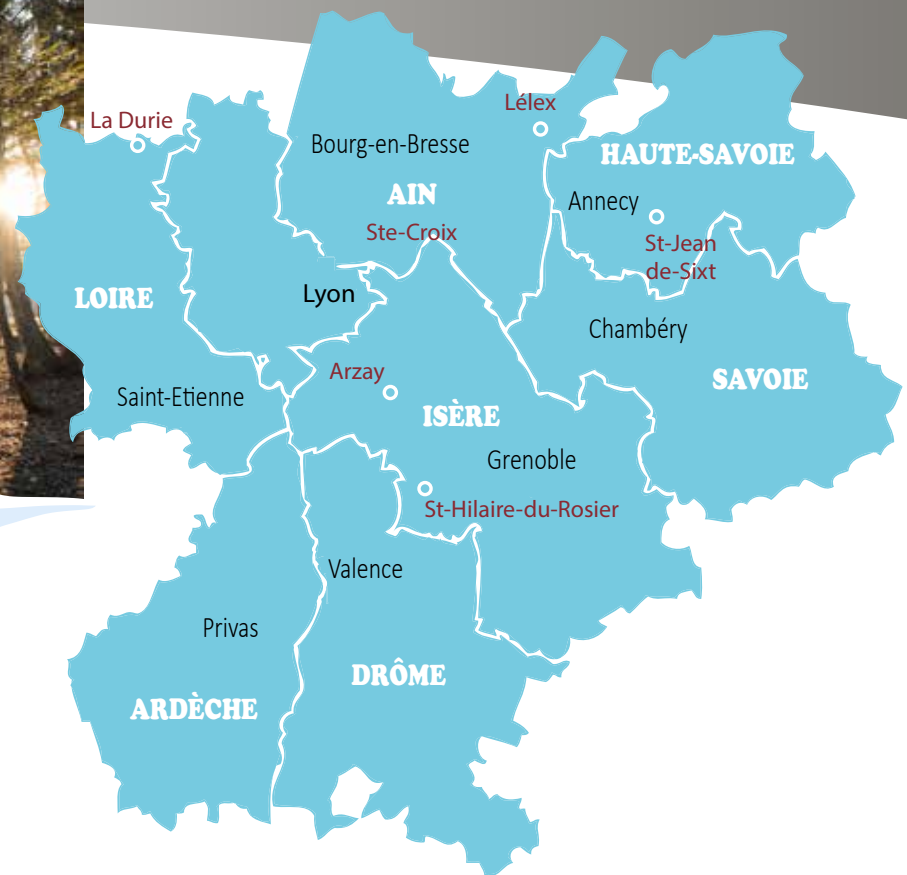 La Durie
Lélex
Bourg-en-Bresse
HAUTE-SAVOIE
AIN
Annecy
Ste-Croix
St-Jean
de-Sixt
LOIRE
Lyon
Chambéry
Arzay
SAVOIE
Saint-Etienne
ISÈRE
Grenoble
St-Hilaire-du-Rosier
Valence
Privas
DRÔME
ARDÈCHE